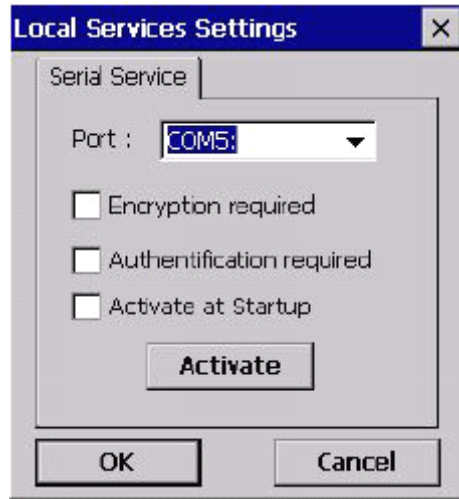 Local Services Settings
Serial Service
Port : COM5:
Encryption required
Authentification required
Activate at Startup
Activate
OK Cancel